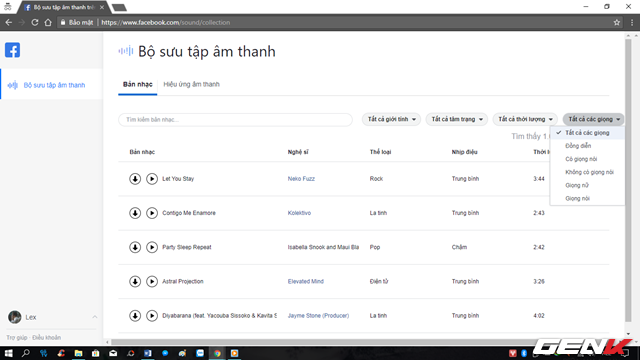 Bộ sưu tập âm thanh trê
Bảo mật | https://www.facebook.com/sound/collection
Bộ sưu tập âm thanh
Bộ sưu tập âm thanh
Bản nhạc Hiệu ứng âm thanh
Tìm kiếm bản nhạc... Tất cả giới tính Tất cả tâm trạng Tất cả thời lượng Tất cả các giọng
Tìm thấy 1
Tất cả các giọng
Đồng diễn
Có giọng nói
Không có giọng nói
Giọng nữ
Giọng nói
Bản nhạc Nghệ sĩ Thể loại Nhịp điệu Thời l
Let You Stay Neko Fuzz Rock Trung bình 3:44
Contigo Me Enamore Kolektivo La tinh Trung bình 2:43
Party Sleep Repeat Isabella Snook and Maui Bla Pop Chậm 2:42
Astral Projection Elevated Mind Điện tử Trung bình 3:26
Diyabarana (feat. Yacouba Sissoko & Kavita S Jayme Stone (Producer) La tinh Trung bình 4:02
Lex
Trợ giúp · Điều khoản
GENK